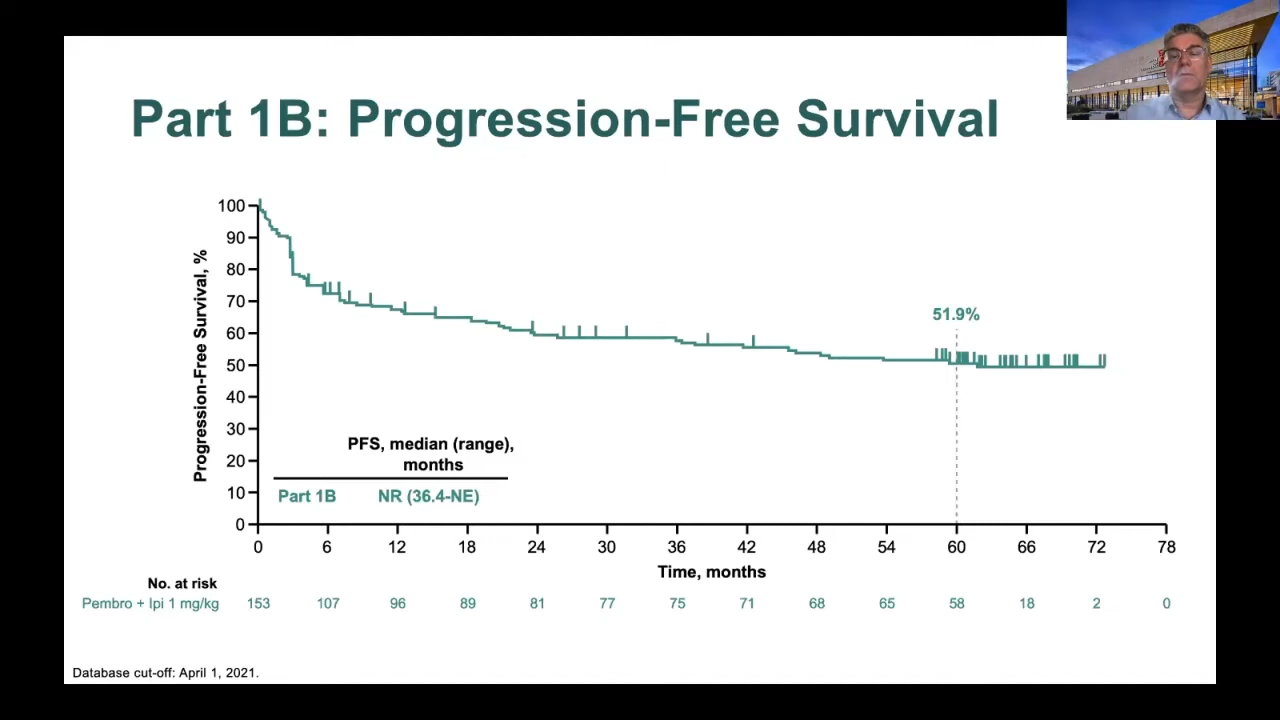 Part 1B: Progression-Free Survival
Progression-Free Survival, %
100
90
80
70
60
50
40
30
20
10
0
51.9%
PFS, median (range),
months
Part 1B NR (36.4-NE)
0 6 12 18 24 30 36 42 48 54 60 66 72 78
Time, months
No. at risk
Pembro + Ipi 1 mg/kg 153 107 96 89 81 77 75 71 68 65 58 18 2 0
Database cut-off: April 1, 2021.